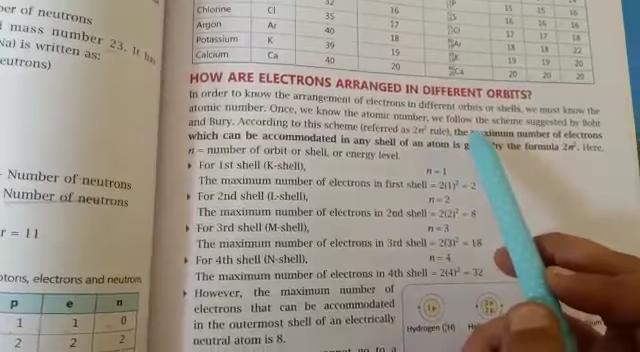 ber of neutrons
mass number 23. It has
Na) is written as:
eutrons)
Number of neutrons
Number of neutrons
r = 11
tons, electrons and neutrons
p e n
1 1 0
2 2 2
Chlorine Cl 35 16 15 15 16
Argon Ar 40 17 16 16 16
Potassium K 39 18 17 17 18
Calcium Ca 40 19 18 18 22
20 19 19 20
20 20 20
HOW ARE ELECTRONS ARRANGED IN DIFFERENT ORBITS?
In order to know the arrangement of electrons in different orbits or shells, we must know the
atomic number. Once, we know the atomic number, we follow the scheme suggested by Bohr
and Bury. According to this scheme (referred as 2n² rule), the maximum number of electrons
which can be accommodated in any shell of an atom is by the formula 2n². Here,
n = number of orbit or shell, or energy level.
For 1st shell (K-shell), n = 1
The maximum number of electrons in first shell = 2(1)² = 2
For 2nd shell (L-shell), n = 2
The maximum number of electrons in 2nd shell = 2(2)² = 8
For 3rd shell (M-shell), n = 3
The maximum number of electrons in 3rd shell = 2(3)² = 18
For 4th shell (N-shell), n = 4
The maximum number of electrons in 4th shell = 2(4)² = 32
However, the maximum number of
electrons that can be accommodated
in the outermost shell of an electrically
neutral atom is 8.
Hydrogen